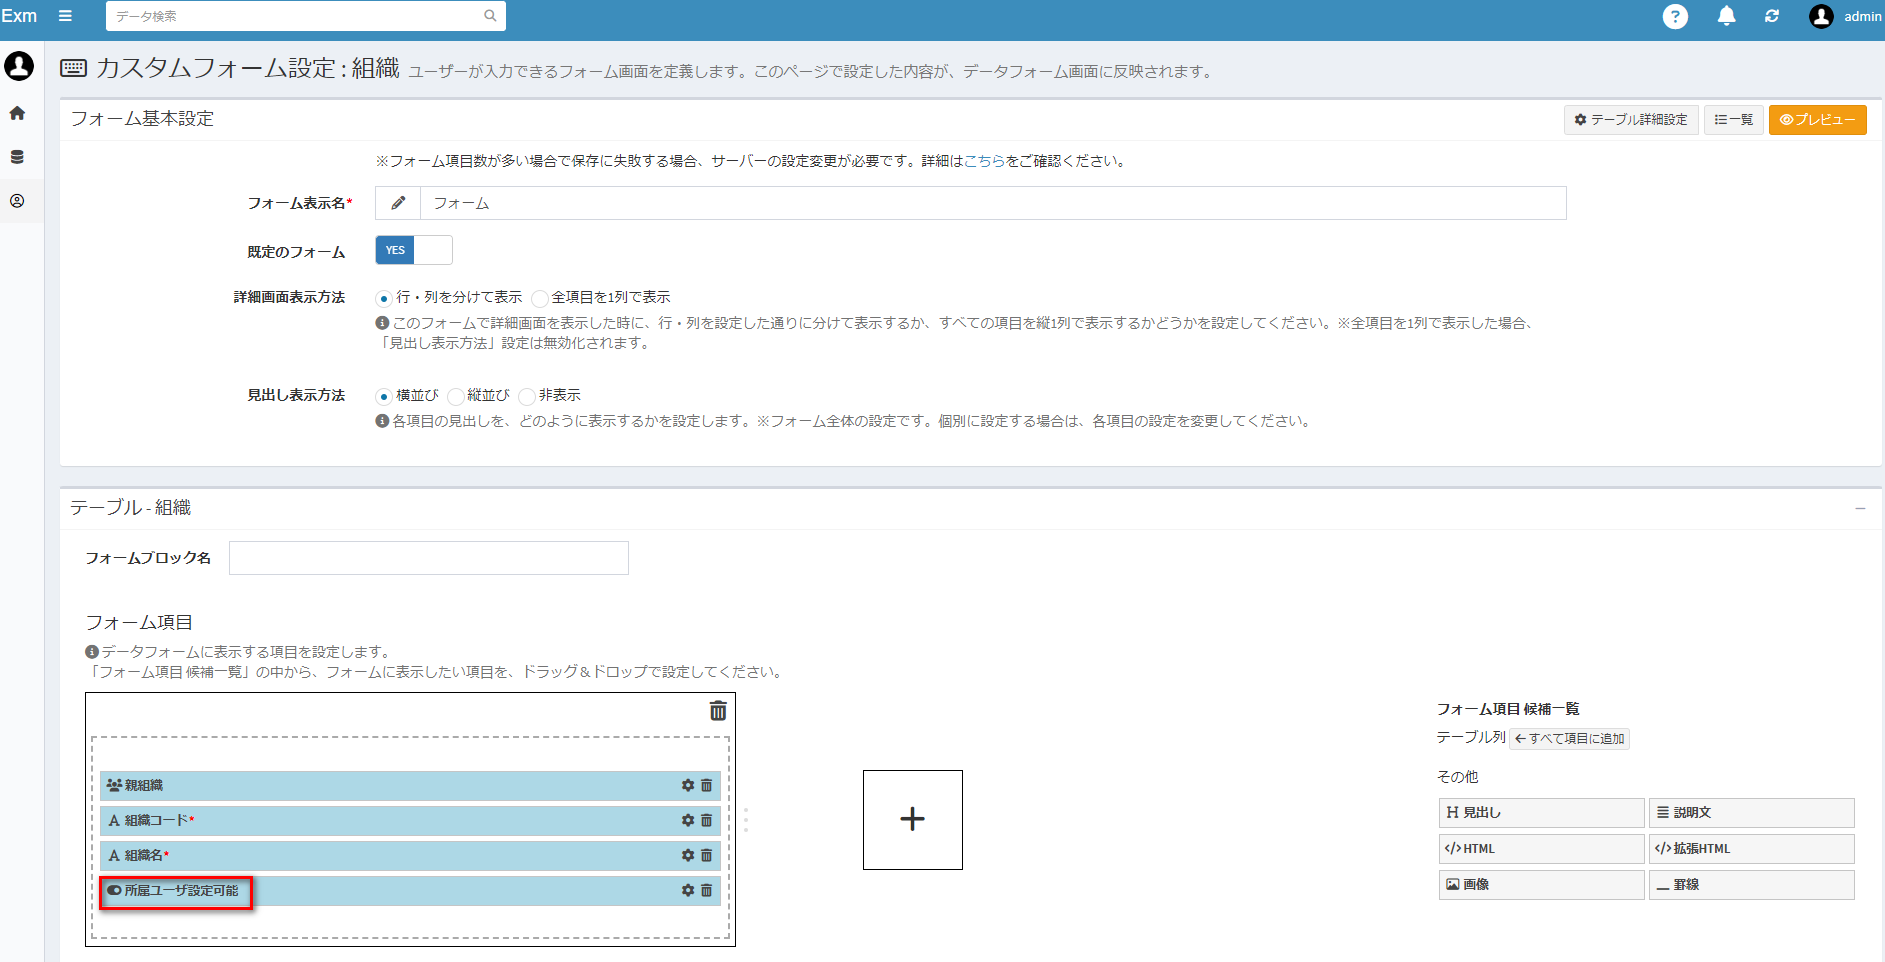 Exm
データ検索
admin
カスタムフォーム設定 : 組織 ユーザーが入力できるフォーム画面を定義します。このページで設定した内容が、データフォーム画面に反映されます。
フォーム基本設定
テーブル詳細設定
一覧
プレビュー
※フォーム項目数が多い場合で保存に失敗する場合、サーバーの設定変更が必要です。詳細はこちらをご確認ください。
フォーム表示名*
フォーム
既定のフォーム
YES
詳細画面表示方法
行・列を分けて表示
全項目を1列で表示
このフォームで詳細画面を表示した時に、行・列を設定した通りに分けて表示するか、すべての項目を縦1列で表示するかどうかを設定してください。※全項目を1列で表示した場合、
「見出し表示方法」設定は無効化されます。
見出し表示方法
横並び
縦並び
非表示
各項目の見出しを、どのように表示するかを設定します。※フォーム全体の設定です。個別に設定する場合は、各項目の設定を変更してください。
テーブル - 組織
フォームブロック名
フォーム項目
データフォームに表示する項目を設定します。
「フォーム項目 候補一覧」の中から、フォームに表示したい項目を、ドラッグ＆ドロップで設定してください。
親組織
組織コード*
組織名*
所属ユーザ設定可能
フォーム項目 候補一覧
テーブル列
すべて項目に追加
その他
見出し
説明文
HTML
拡張HTML
画像
罫線